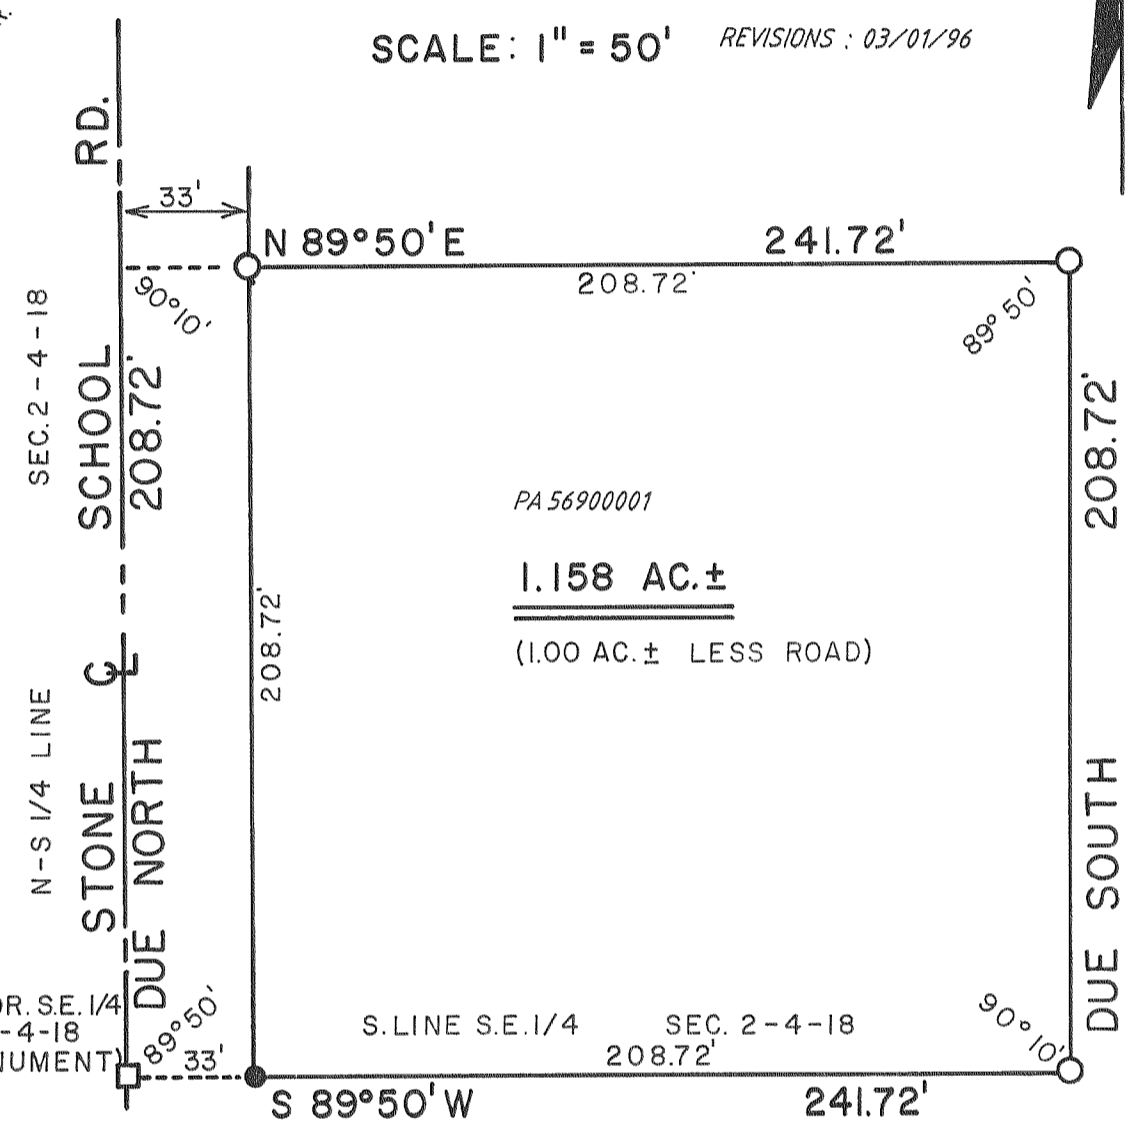 SCALE: 1" = 50'
REVISIONS : 03/01/96
RD.
33'
N 89°50' E
241.72'
208.72'
90°10'
89°50'
SEC. 2-4-18
SCHOOL
208.72'
208.72'
PA 56900001
1.158 AC.±
(1.00 AC.± LESS ROAD)
208.72'
N-S 1/4 LINE
STONE
CL
DUE NORTH
DUE SOUTH
OR. S.E. 1/4
-4-18
NUMENT)
89°50'
33'
S. LINE S.E. 1/4
SEC. 2-4-18
208.72'
90°10'
S 89°50' W
241.72'